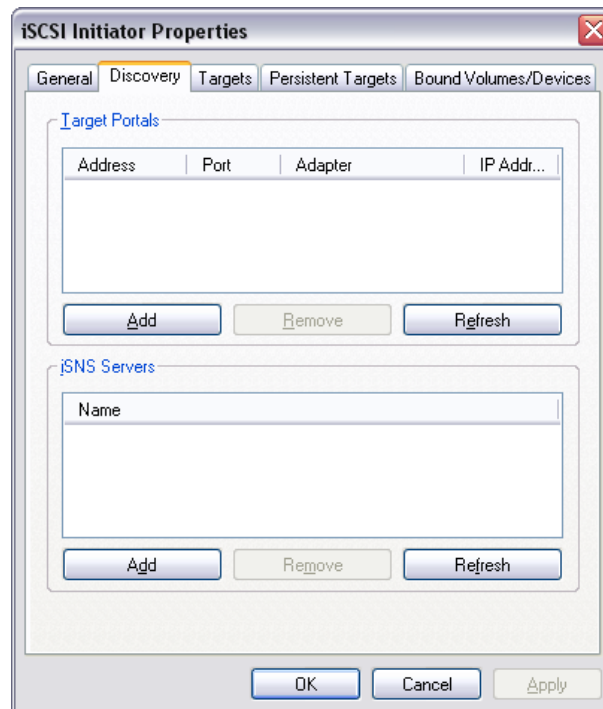 iSCSI Initiator Properties
General Discovery Targets Persistent Targets Bound Volumes/Devices
Target Portals
Address Port Adapter IP Addr...
Add Remove Refresh
iSNS Servers
Name
Add Remove Refresh
OK Cancel Apply